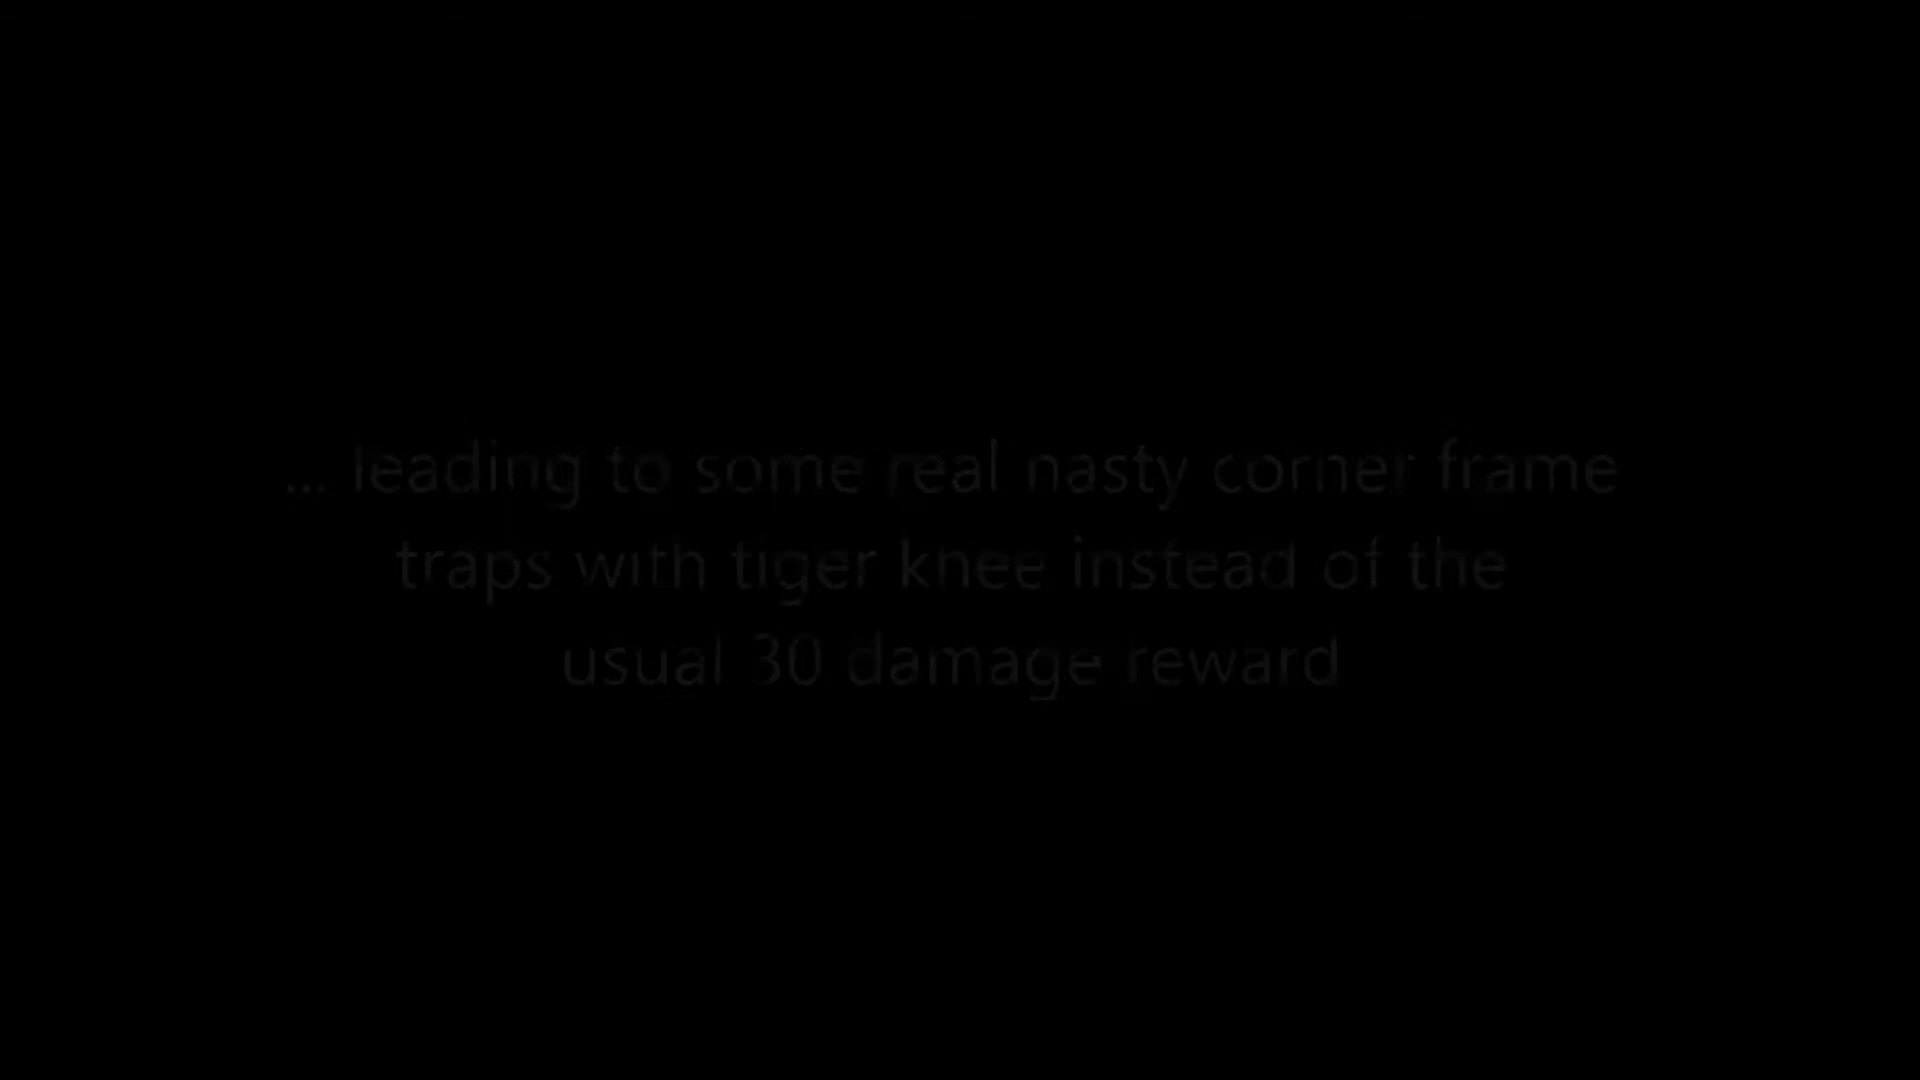 ... leading to some real nasty corner frame
traps with tiger knee instead of the
usual 30 damage reward